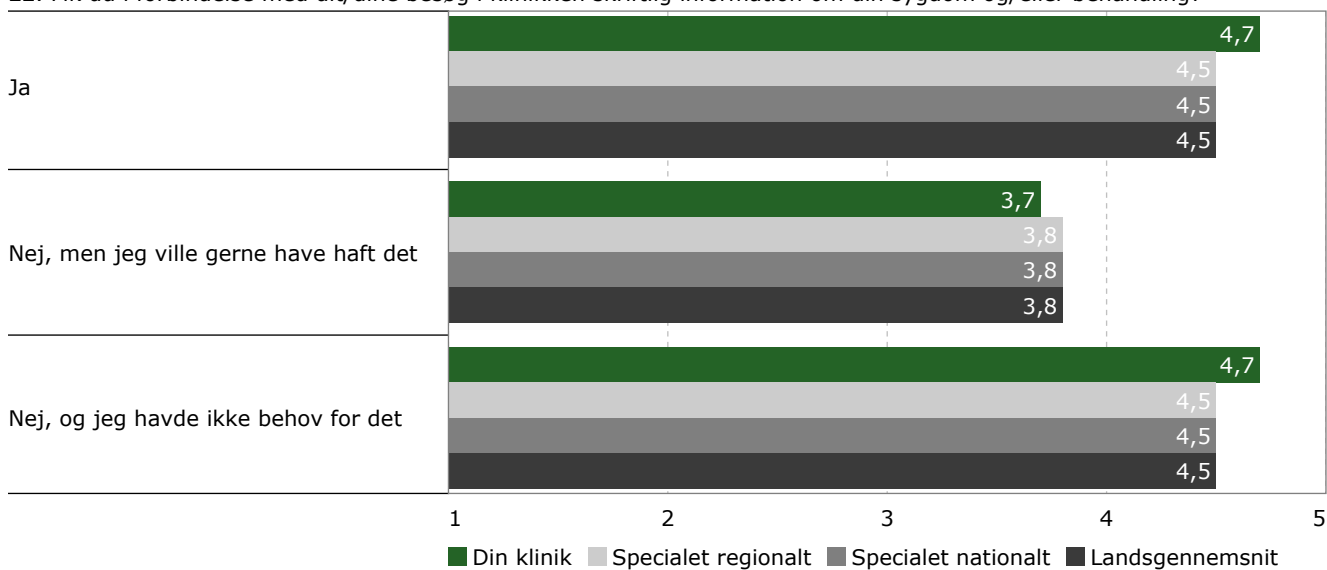 Ja
4,7
4,5
4,5
4,5
Nej, men jeg ville gerne have haft det
3,7
3,8
3,8
3,8
Nej, og jeg havde ikke behov for det
4,7
4,5
4,5
4,5
1 2 3 4 5
Din klinik Specialet regionalt Specialet nationalt Landsgennemsnit